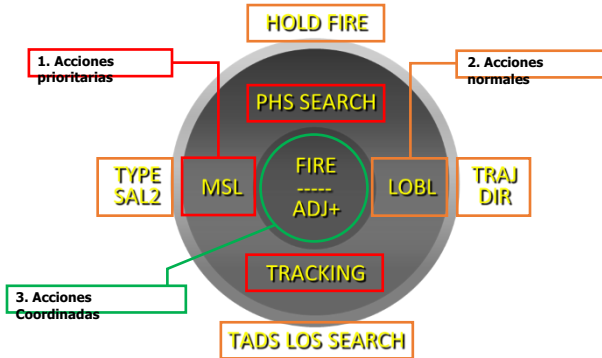 HOLD FIRE
1. Acciones
prioritarias
2. Acciones
normales
PHS SEARCH
TYPE
SAL2
MSL
FIRE
-----
ADJ+
LOBL
TRAJ
DIR
TRACKING
3. Acciones
Coordinadas
TADS LOS SEARCH